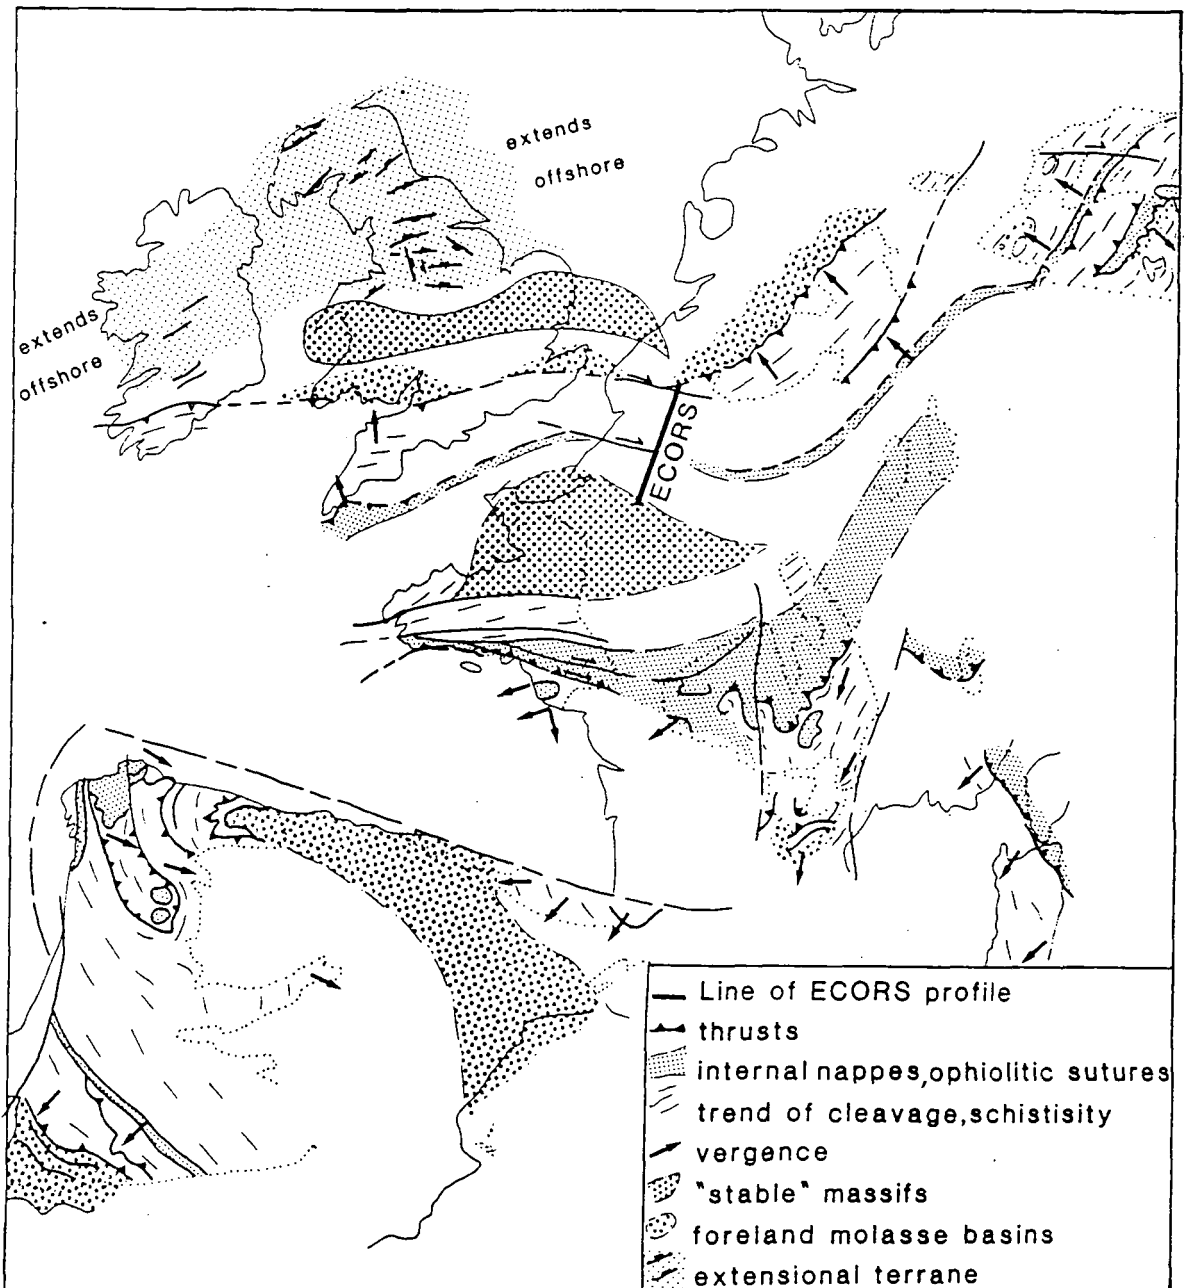 extends
offshore
extends
offshore
ECORS
Line of ECORS profile
thrusts
internal nappes,ophiolitic sutures
trend of cleavage,schistisity
vergence
"stable" massifs
foreland molasse basins
extensional terrane